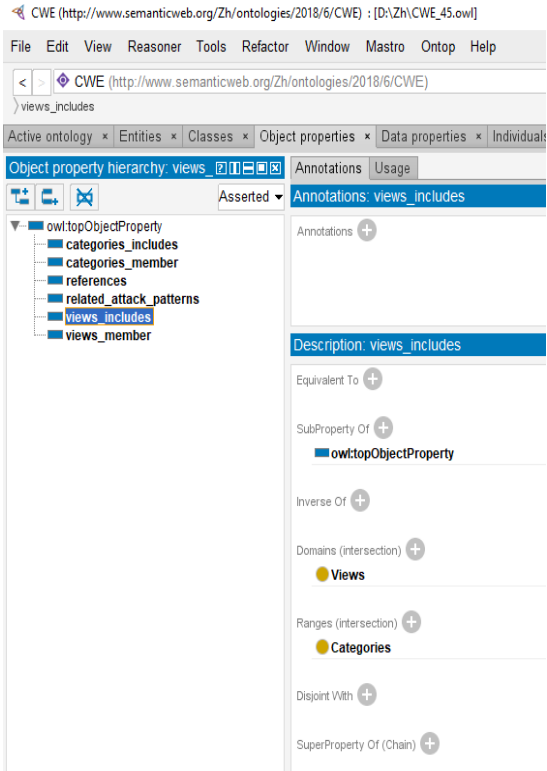 CWE (http://www.semanticweb.org/Zh/ontologies/2018/6/CWE) : [D:\Zh\CWE_45.owl]
File Edit View Reasoner Tools Refactor Window Mastro Ontop Help
< > CWE (http://www.semanticweb.org/Zh/ontologies/2018/6/CWE)
views_includes
Active ontology × Entities × Classes × Object properties × Data properties × Individuals
Object property hierarchy: views_
Asserted
owl:topObjectProperty
categories_includes
categories_member
references
related_attack_patterns
views_includes
views_member
Annotations Usage
Annotations: views_includes
Annotations
Description: views_includes
Equivalent To
SubProperty Of
owl:topObjectProperty
Inverse Of
Domains (intersection)
Views
Ranges (intersection)
Categories
Disjoint With
SuperProperty Of (Chain)